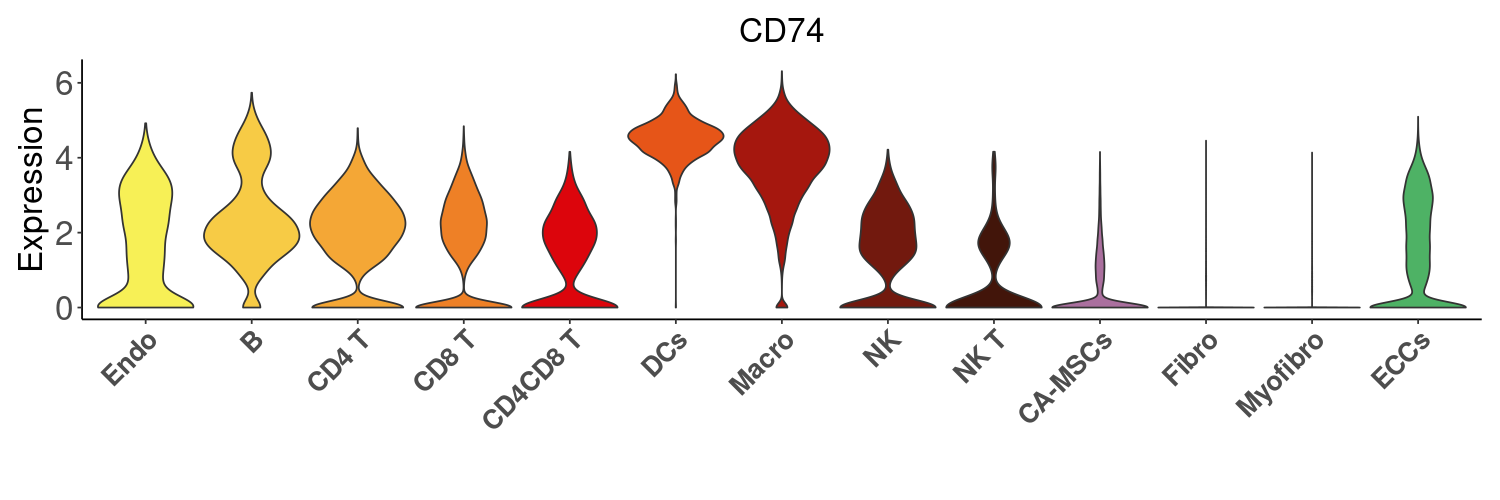 CD74
Expression
6
4
2
0
Endo
B
CD4 T
CD8 T
CD4CD8 T
DCs
Macro
NK
NK T
CA-MSCs
Fibro
Myofibro
ECCs